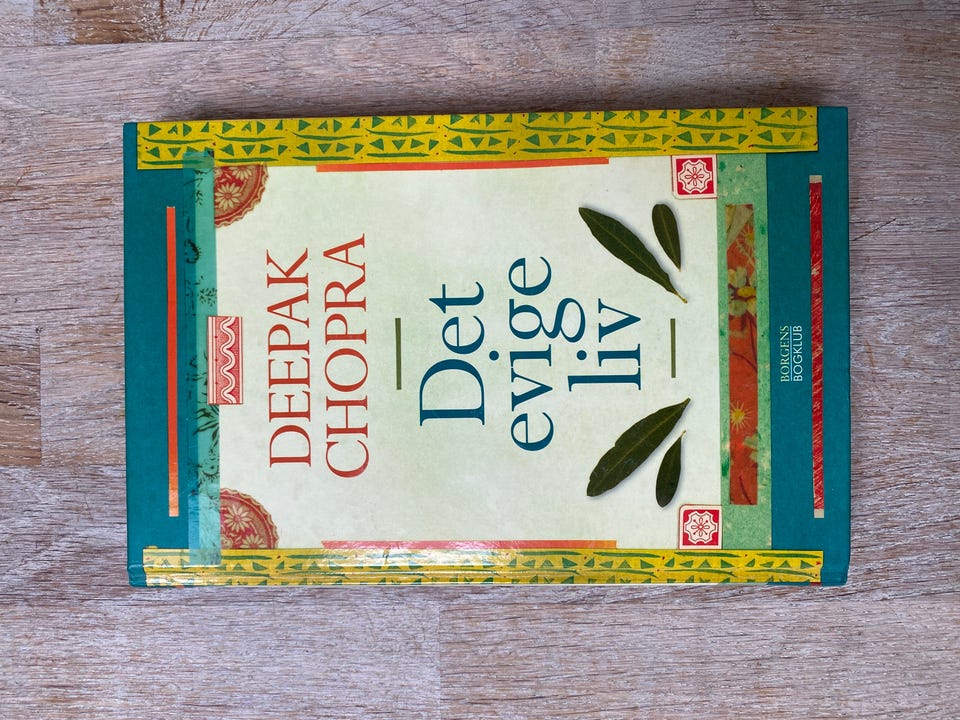 DEEPAK
CHOPRA
Det
evige
liv
BORGENS
BOGKLUB